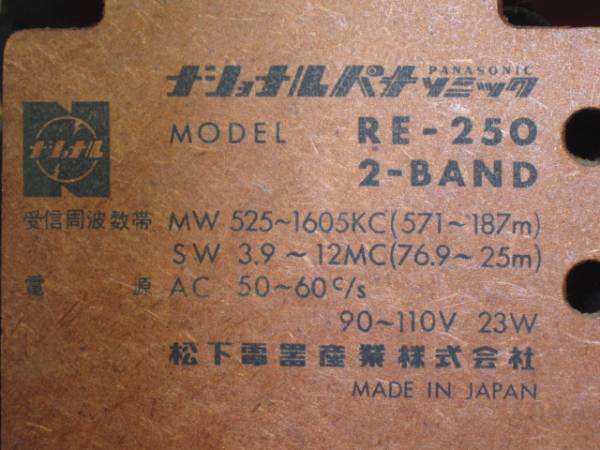 ナショナルパナソニック
PANASONIC
ナショナル
N
MODEL RE-250
2-BAND
受信周波数帯 MW 525~1605KC(571~187m)
SW 3.9~12MC(76.9~25m)
電源 AC 50~60c/s
90~110V 23W
松下電器産業株式会社
MADE IN JAPAN